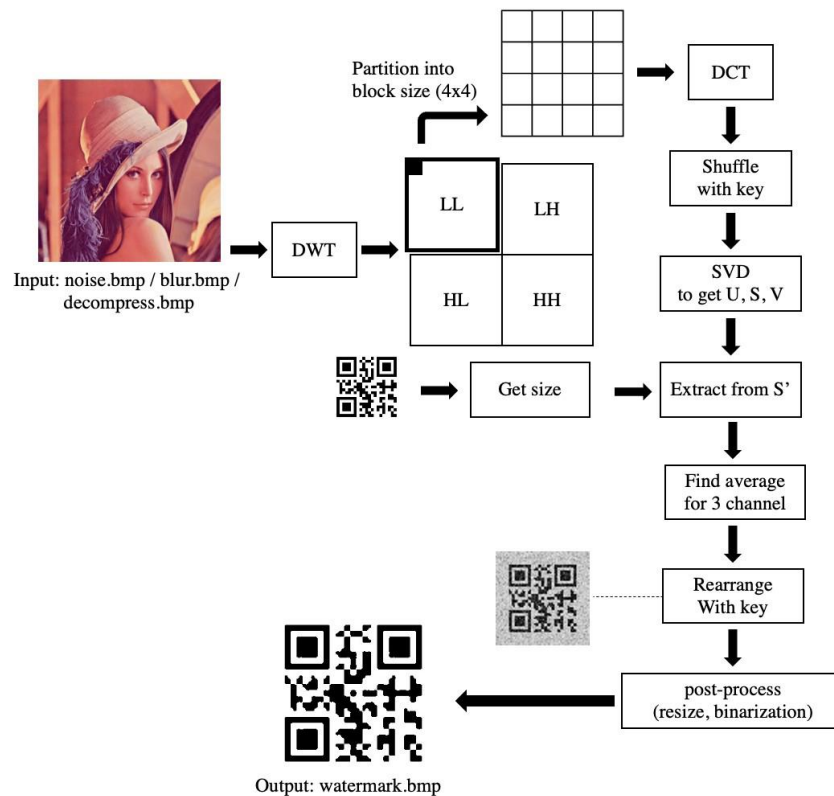 Partition into
block size (4x4)
DCT
Shuffle
with key
LL
LH
DWT
SVD
to get U, S, V
Input: noise.bmp / blur.bmp /
decompress.bmp
HL
HH
Get size
Extract from S’
Find average
for 3 channel
Rearrange
With key
post-process
(resize, binarization)
Output: watermark.bmp